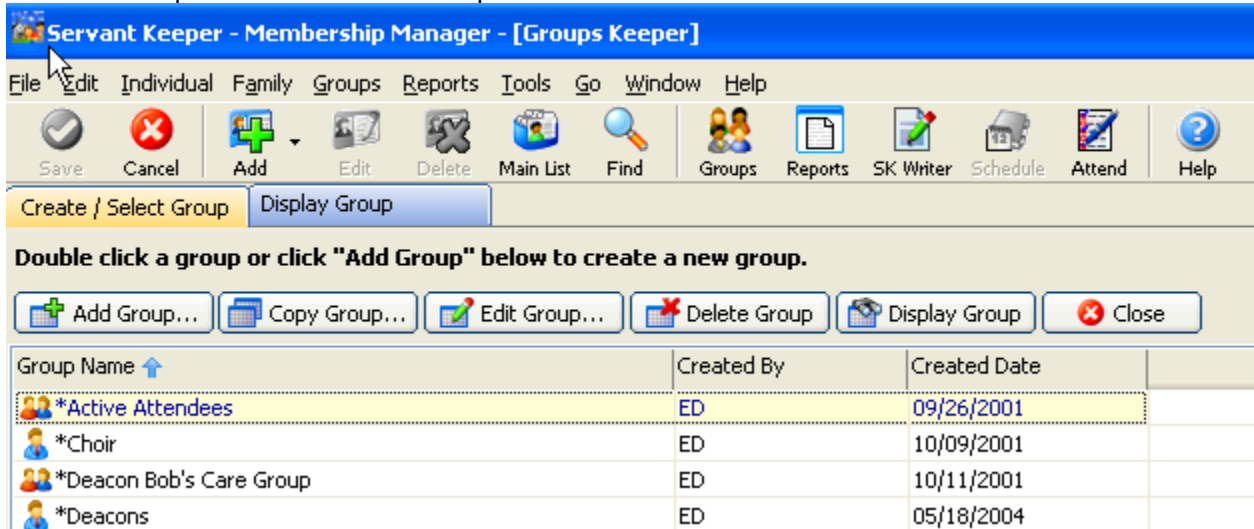 Servant Keeper - Membership Manager - [Groups Keeper]
File Edit Individual Family Groups Reports Tools Go Window Help
Save Cancel Add Edit Delete Main List Find Groups Reports SK Writer Schedule Attend Help
Create / Select Group Display Group
Double click a group or click "Add Group" below to create a new group.
Add Group... Copy Group... Edit Group... Delete Group Display Group Close
Group Name Created By Created Date
*Active Attendees ED 09/26/2001
*Choir ED 10/09/2001
*Deacon Bob's Care Group ED 10/11/2001
*Deacons ED 05/18/2004